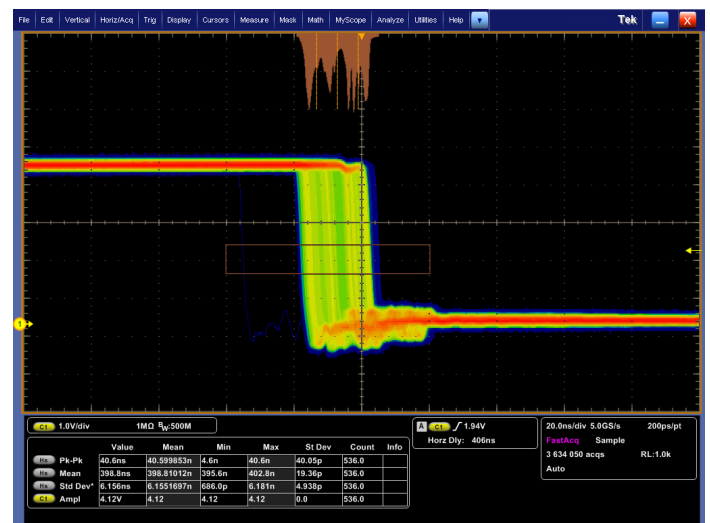 File Edit Vertical Horiz/Acq Trig Display Cursors Measure Mask Math MyScope Analyze Utilities Help Tek X
1
C1 1.0V/div 1MΩ BW:500M
A C1 1.94V
Horz Dly: 406ns
20.0ns/div 5.0GS/s 200ps/pt
FastAcq Sample
3 634 050 acqs RL:1.0k
Auto
Value Mean Min Max St Dev Count Info
Hs Pk-Pk 40.6ns 40.599853n 4.6n 40.6n 40.05p 536.0
Hs Mean 398.8ns 398.81012n 395.6n 402.8n 19.36p 536.0
Hs Std Dev* 6.156ns 6.1551697n 686.0p 6.181n 4.938p 536.0
C1 Ampl 4.12V 4.12 4.12 4.12 0.0 536.0